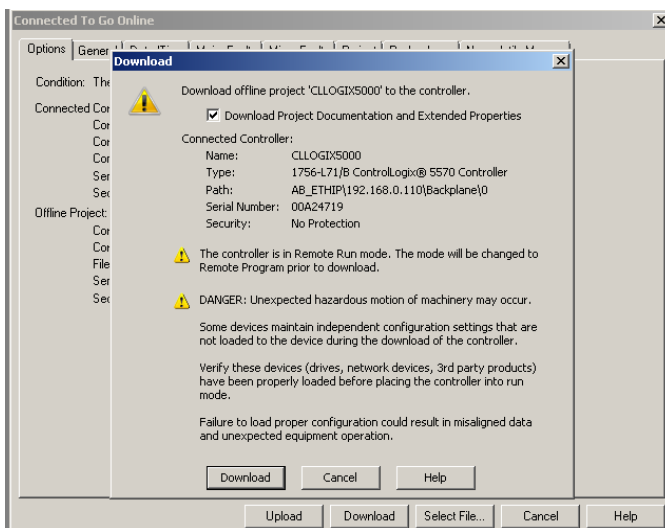 Connected To Go Online
Options
Download
Condition: The
Download offline project 'CLLOGIX5000' to the controller.
Download Project Documentation and Extended Properties
Connected Controller:
Name: CLLOGIX5000
Type: 1756-L71/B ControlLogix® 5570 Controller
Path: AB_ETHIP\192.168.0.110\Backplane\0
Serial Number: 00A24719
Security: No Protection
Connected Cor
Cor
Cor
Cor
Ser
Sec
Offline Project:
Cor
Cor
File
Ser
Sec
The controller is in Remote Run mode. The mode will be changed to
Remote Program prior to download.
DANGER: Unexpected hazardous motion of machinery may occur.
Some devices maintain independent configuration settings that are
not loaded to the device during the download of the controller.
Verify these devices (drives, network devices, 3rd party products)
have been properly loaded before placing the controller into run
mode.
Failure to load proper configuration could result in misaligned data
and unexpected equipment operation.
Download Cancel Help
Upload Download Select File... Cancel Help